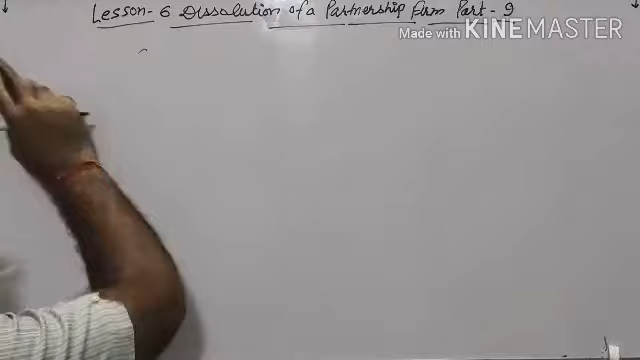 Lesson-6 Dissolution of a Partnership firm Part-9
Made with KINEMASTER